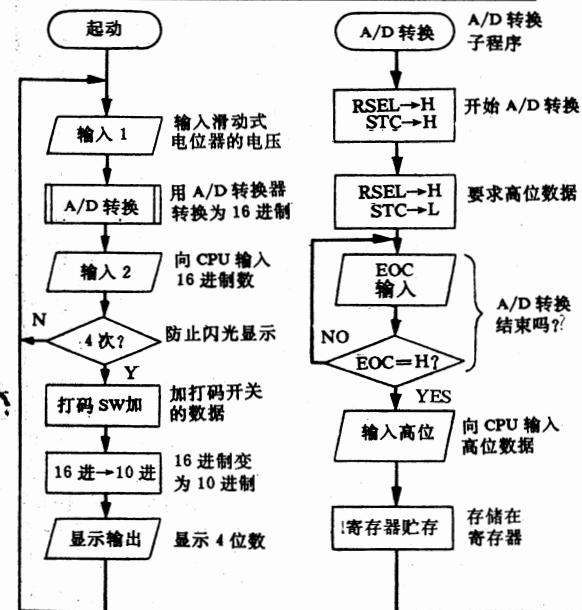 起动
输入 1
输入滑动式
电位器的电压
A/D 转换
用 A/D 转换器
转换为 16 进制
输入 2
向 CPU 输入
16 进制数
N
4 次?
防止闪光显示
Y
打码 SW加
加打码开关
的数据
16 进→10 进
16 进制变
为 10 进制
显示输出
显示 4 位数
A/D 转换
A/D 转换
子程序
RSEL→H
STC→H
开始 A/D 转换
RSEL→H
STC→L
要求高位数据
EOC
输入
A/D 转换
结束吗?
NO
EOC=H?
YES
输入高位
向 CPU 输入
高位数据
寄存器贮存
存储在
寄存器